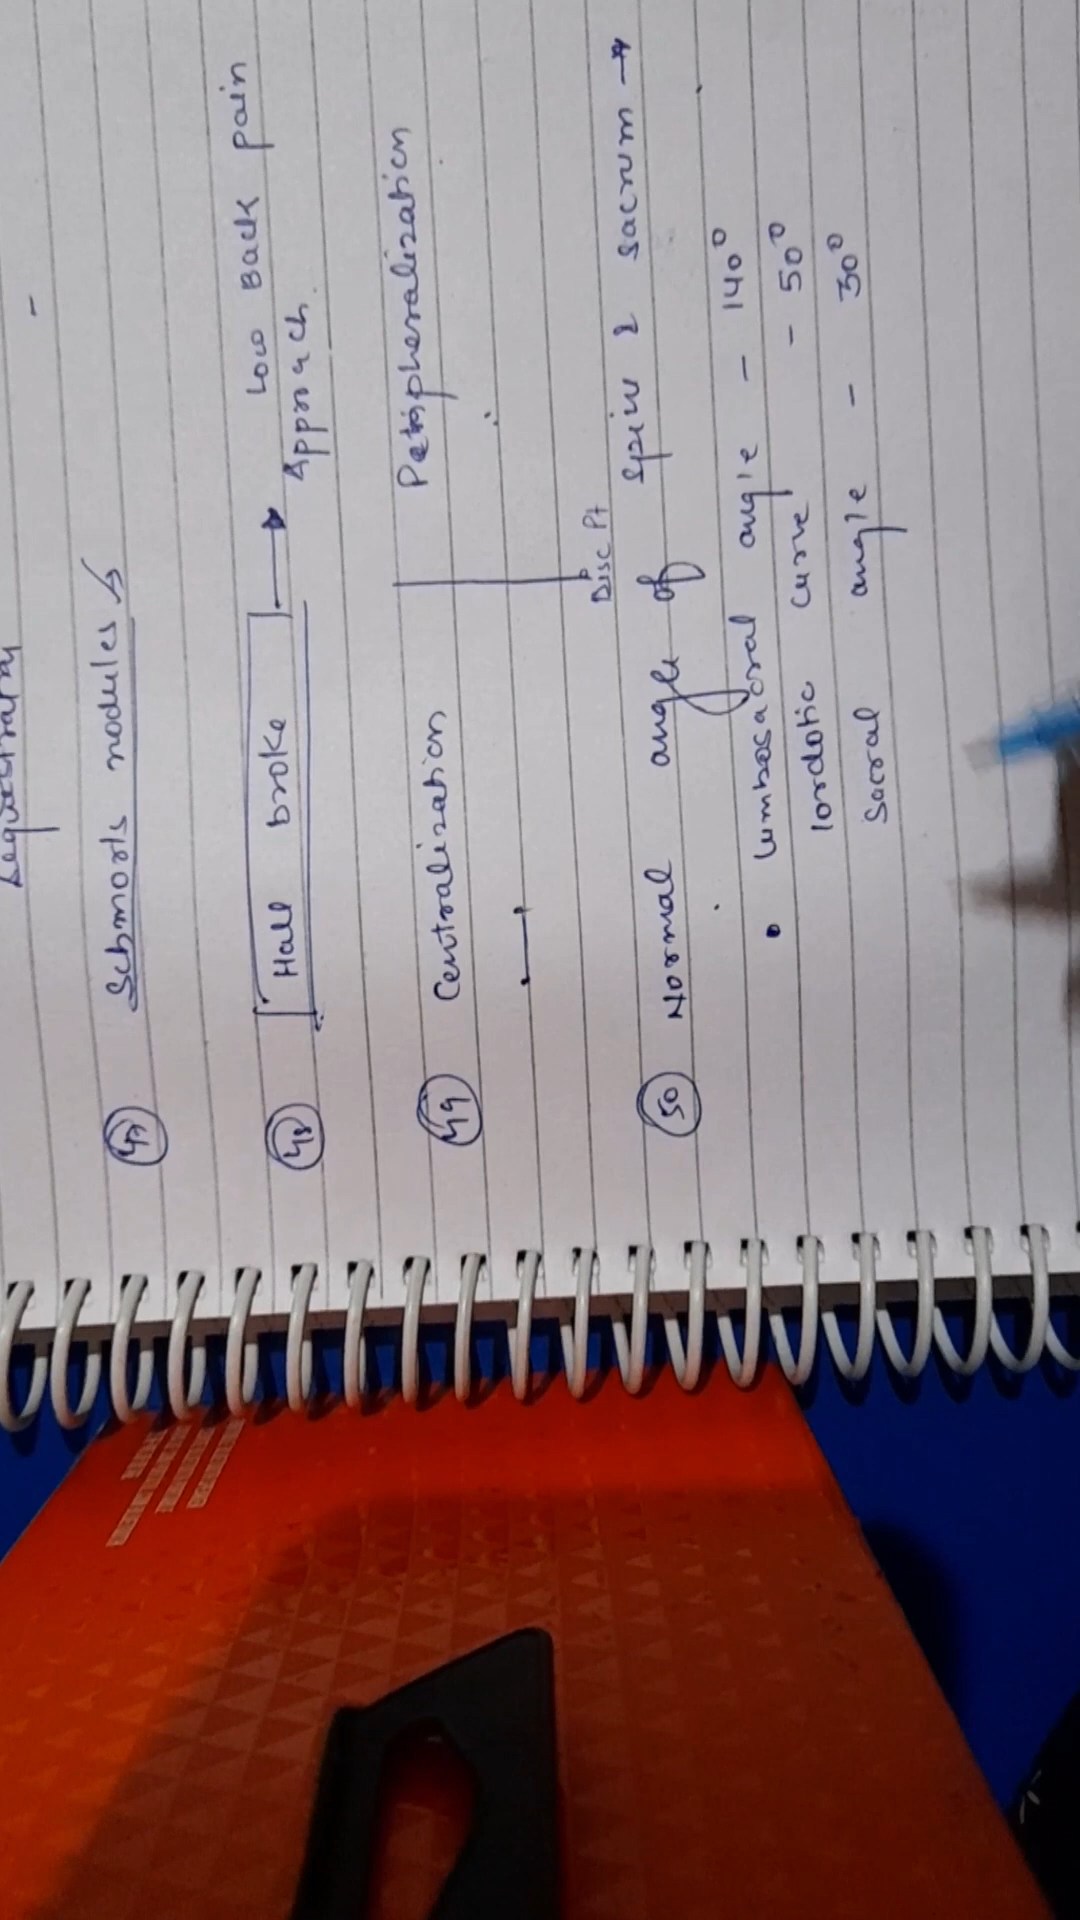 47 Schmorls nodules
48 Hall broke → Low Back pain
Approach
49 Centralization | Peripheralization
Disc Pt
50 Normal angle of spine & sacrum →
• lumbosacral angle - 140°
lordotic curve - 50°
Sacral angle - 30°